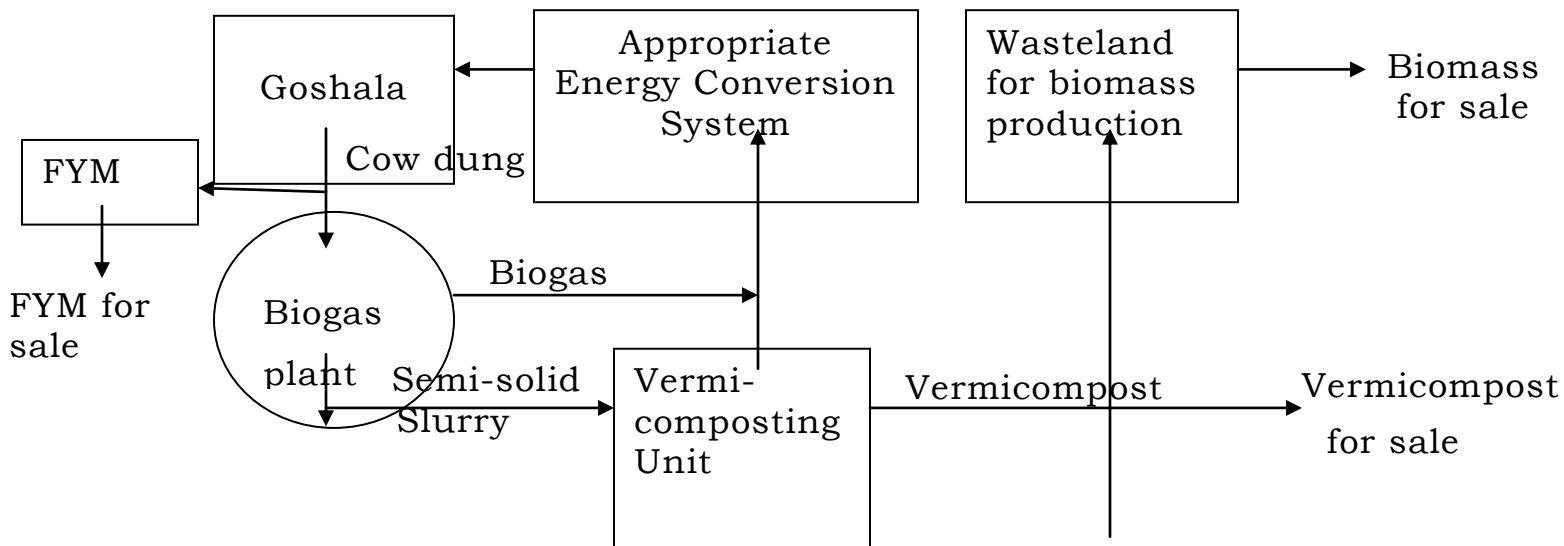 Goshala
Appropriate
Energy Conversion
System
Wasteland
for biomass
production
Biomass
for sale
Cow dung
FYM
FYM for
sale
Biogas
Biogas
plant
Semi-solid
Slurry
Vermi-
composting
Unit
Vermicompost
Vermicompost
for sale